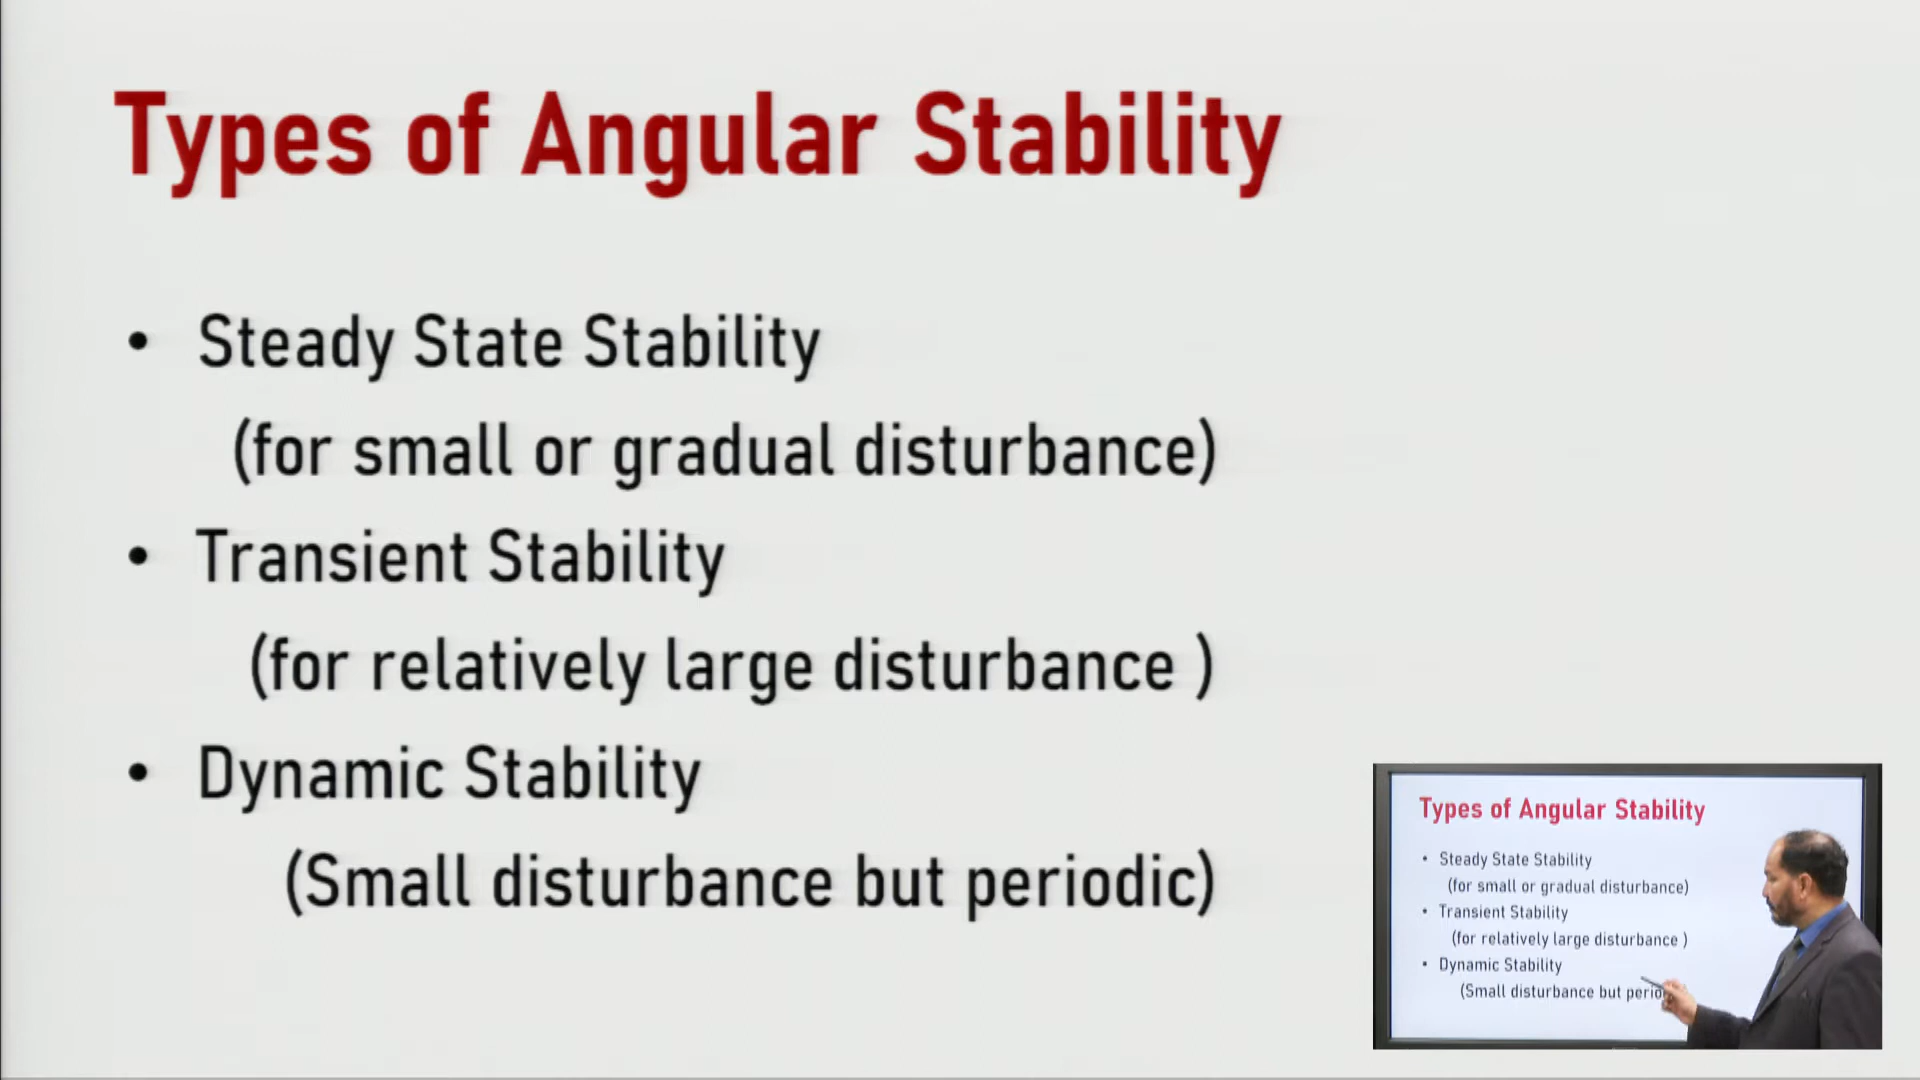 Types of Angular Stability
• Steady State Stability
(for small or gradual disturbance)
• Transient Stability
(for relatively large disturbance )
• Dynamic Stability
(Small disturbance but periodic)
Types of Angular Stability
• Steady State Stability
(for small or gradual disturbance)
• Transient Stability
(for relatively large disturbance )
• Dynamic Stability
(Small disturbance but perio